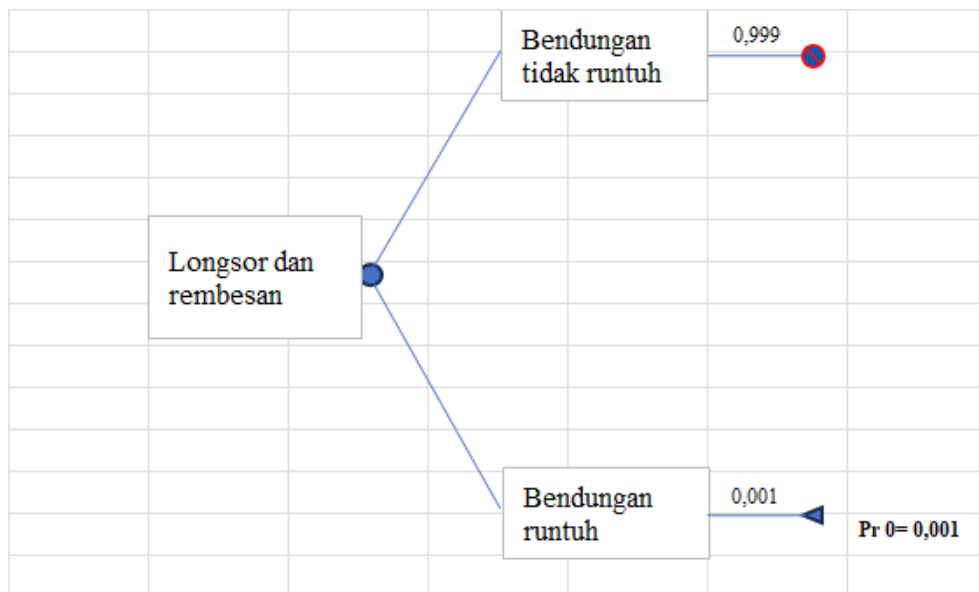 Bendungan
tidak runtuh
0,999
Longsor dan
rembesan
Bendungan
runtuh
0,001
Pr 0= 0,001